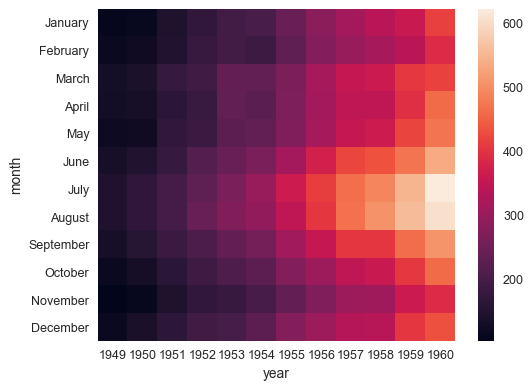 January
February
March
April
May
June
July
August
September
October
November
December
month
1949 1950 1951 1952 1953 1954 1955 1956 1957 1958 1959 1960
year
600
500
400
300
200